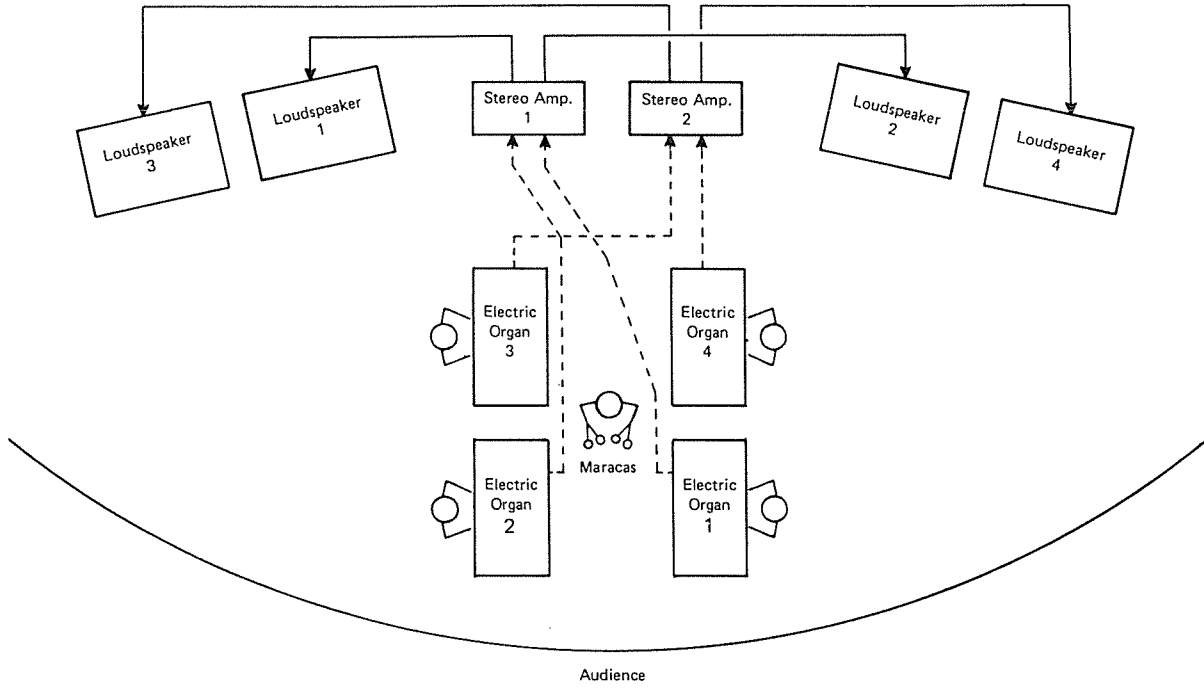 Loudspeaker
3
Loudspeaker
1
Stereo Amp.
1
Stereo Amp.
2
Loudspeaker
2
Loudspeaker
4
Electric
Organ
3
Electric
Organ
4
Maracas
Electric
Organ
2
Electric
Organ
1
Audience